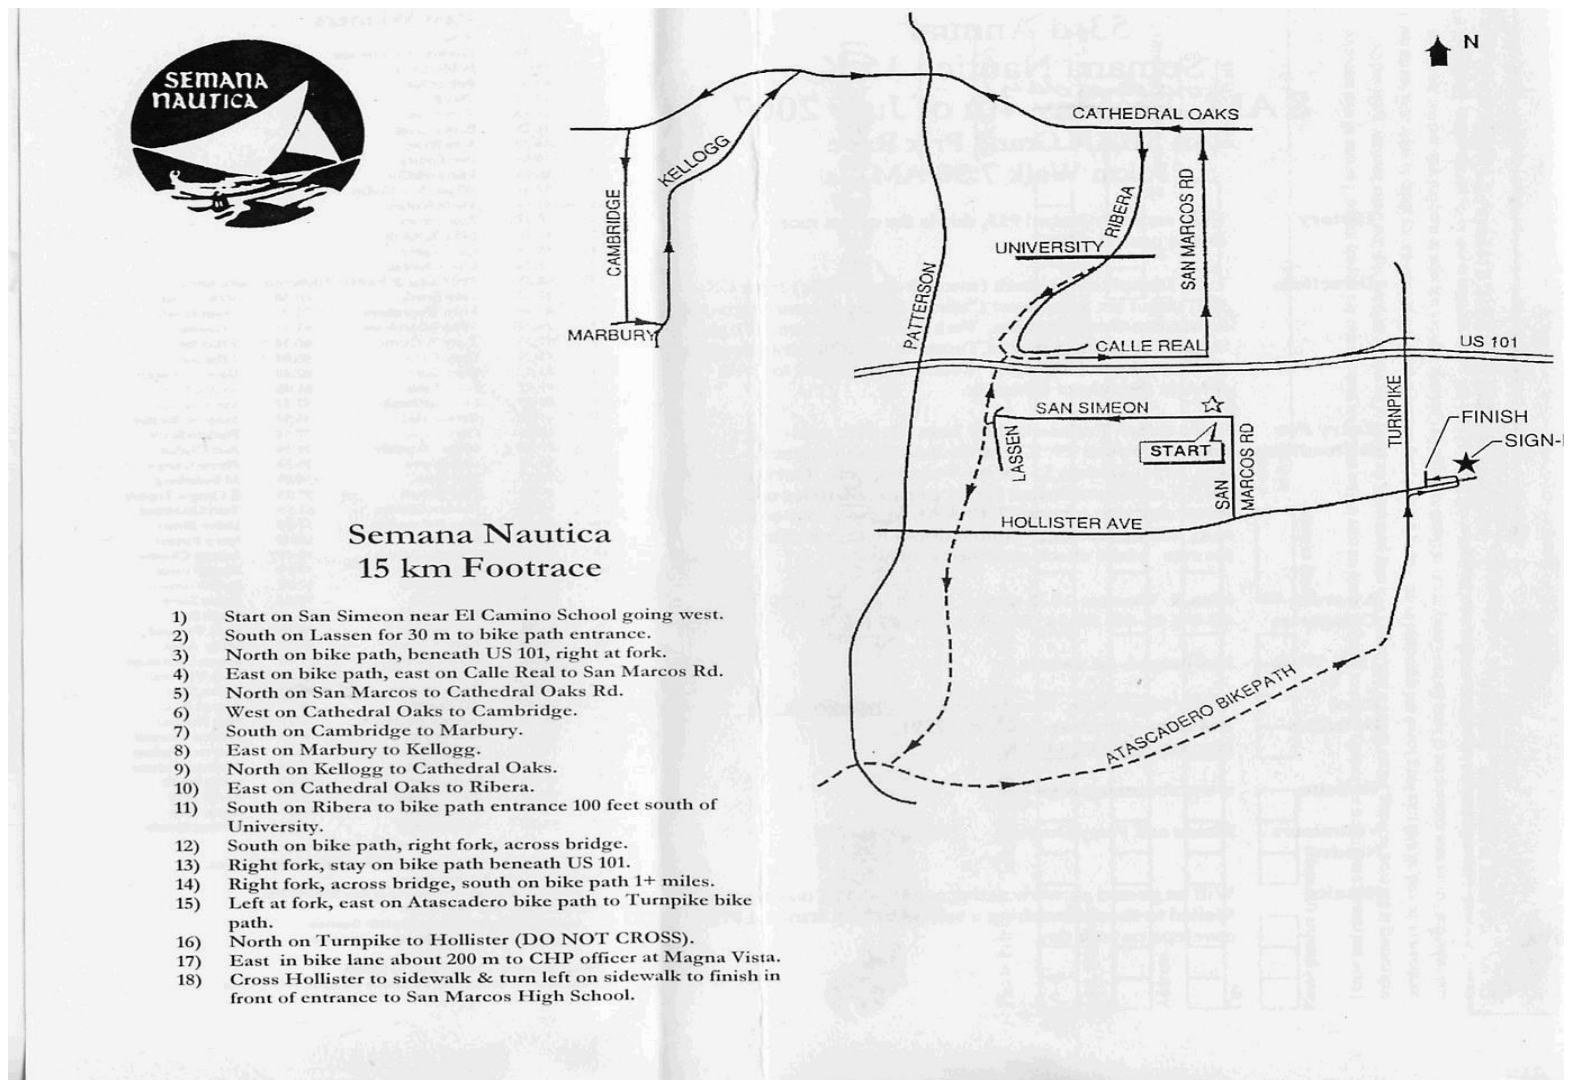 SEMANA
NAUTICA
N
CATHEDRAL OAKS
KELLOGG
CAMBRIDGE
MARBURY
RIBERA
SAN MARCOS RD
UNIVERSITY
PATTERSON
CALLE REAL
US 101
SAN SIMEON
START
LASSEN
SAN
MARCOS RD
TURNPIKE
FINISH
SIGN-
HOLLISTER AVE
ATASCADERO BIKEPATH
Semana Nautica
15 km Footrace
1) Start on San Simeon near El Camino School going west.
2) South on Lassen for 30 m to bike path entrance.
3) North on bike path, beneath US 101, right at fork.
4) East on bike path, east on Calle Real to San Marcos Rd.
5) North on San Marcos to Cathedral Oaks Rd.
6) West on Cathedral Oaks to Cambridge.
7) South on Cambridge to Marbury.
8) East on Marbury to Kellogg.
9) North on Kellogg to Cathedral Oaks.
10) East on Cathedral Oaks to Ribera.
11) South on Ribera to bike path entrance 100 feet south of
University.
12) South on bike path, right fork, across bridge.
13) Right fork, stay on bike path beneath US 101.
14) Right fork, across bridge, south on bike path 1+ miles.
15) Left at fork, east on Atascadero bike path to Turnpike bike
path.
16) North on Turnpike to Hollister (DO NOT CROSS).
17) East in bike lane about 200 m to CHP officer at Magna Vista.
18) Cross Hollister to sidewalk & turn left on sidewalk to finish in
front of entrance to San Marcos High School.